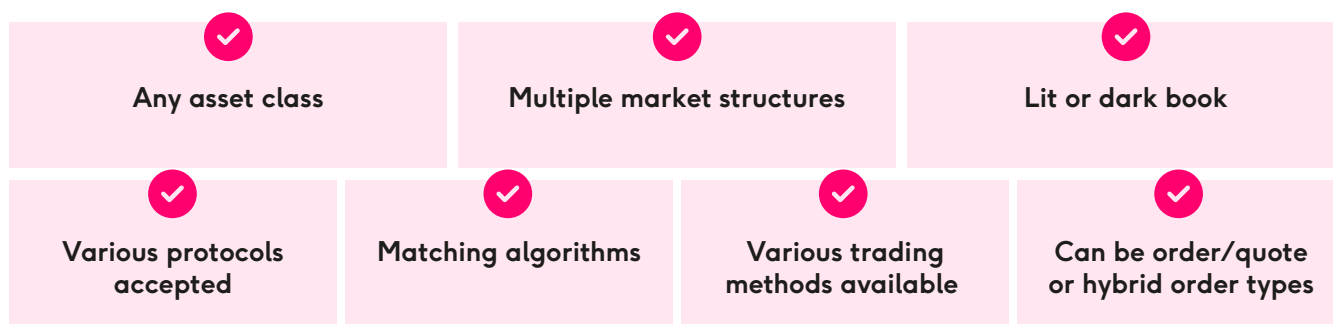 Any asset class
Multiple market structures
Lit or dark book
Various protocols
accepted
Matching algorithms
Various trading
methods available
Can be order/quote
or hybrid order types